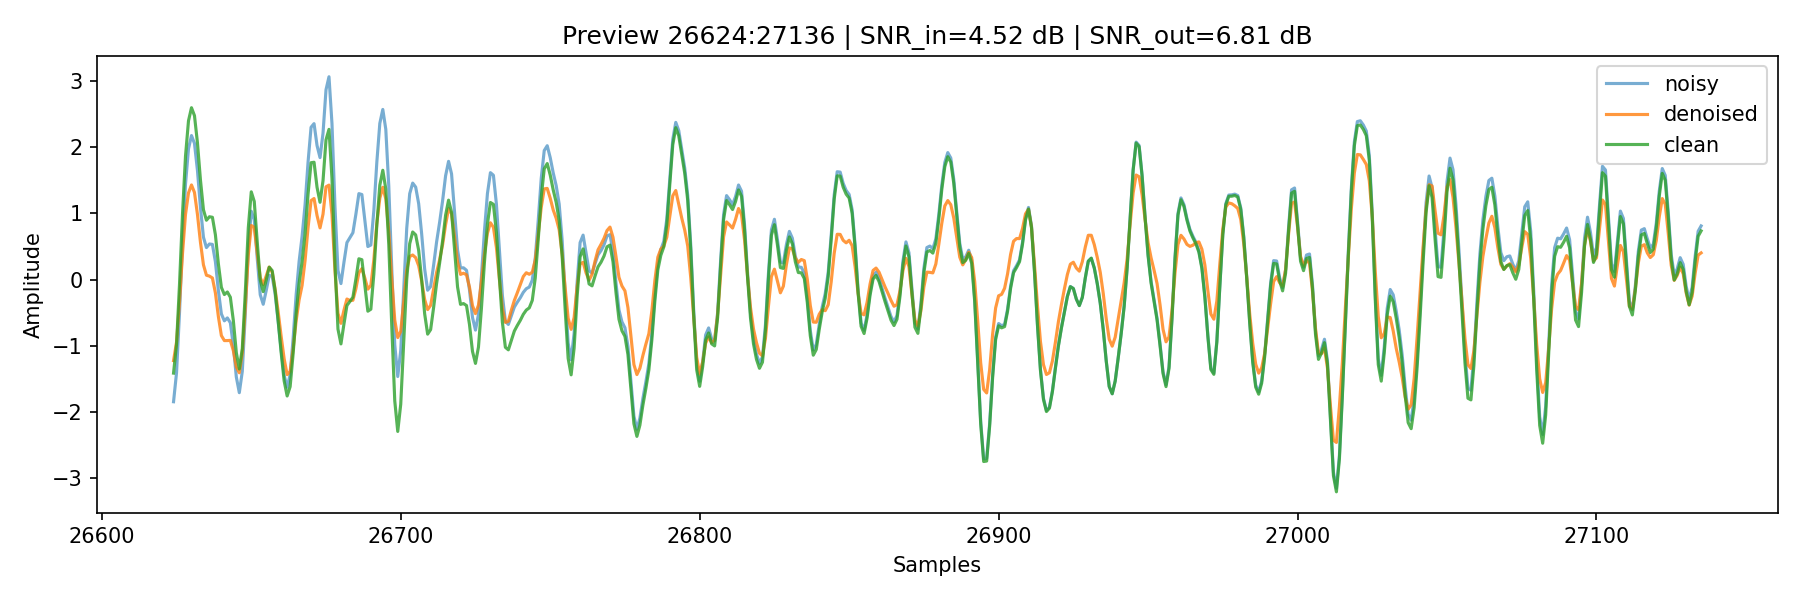 Preview 26624:27136 | SNR_in=4.52 dB | SNR_out=6.81 dB
noisy
denoised
clean
Amplitude
3
2
1
0
−1
−2
−3
26600 26700 26800 26900 27000 27100
Samples